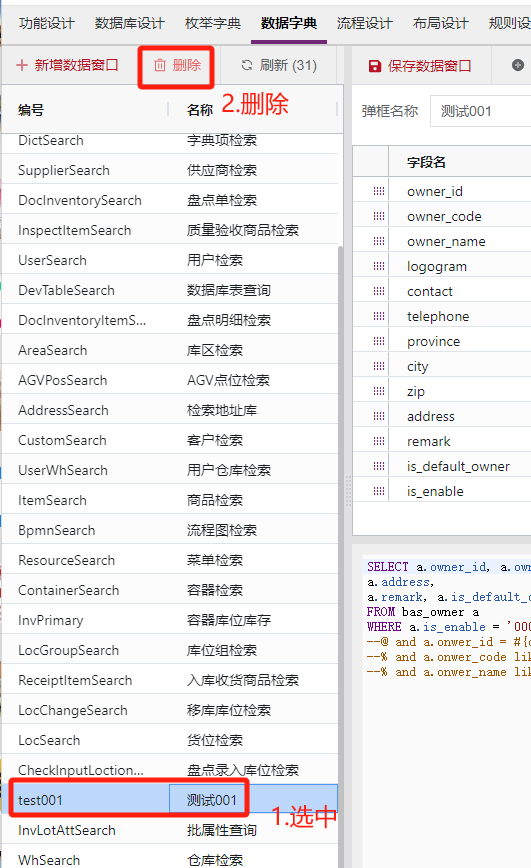 功能设计 数据库设计 枚举字典 数据字典 流程设计 布局设计 规则设
新增数据窗口 删除 刷新 (31)
2.删除
编号 名称
DictSearch 字典项检索
SupplierSearch 供应商检索
DocInventorySearch 盘点单检索
InspectItemSearch 质量验收商品检索
UserSearch 用户检索
DevTableSearch 数据库表查询
DocInventoryItemS... 盘点明细检索
AreaSearch 库区检索
AGVPosSearch AGV点位检索
AddressSearch 检索地址库
CustomSearch 客户检索
UserWhSearch 用户仓库检索
ItemSearch 商品检索
BpmnSearch 流程图检索
ResourceSearch 菜单检索
ContainerSearch 容器检索
InvPrimary 容器库位库存
LocGroupSearch 库位组检索
ReceiptItemSearch 入库收货商品检索
LocChangeSearch 移库库位检索
LocSearch 货位检索
CheckInputLoction... 盘点录入库位检索
test001 测试001
1.选中
InvLotAttSearch 批属性查询
WhSearch 仓库检索
保存数据窗口
弹框名称 测试001
字段名
owner_id
owner_code
owner_name
logogram
contact
telephone
province
city
zip
address
remark
is_default_owner
is_enable
SELECT a.owner_id, a.own
a.address,
a.remark, a.is_default_o
FROM bas_owner a
WHERE a.is_enable = '000
--@ and a.onwer_id = #{o
--% and a.onwer_code lik
--% and a.onwer_name lik